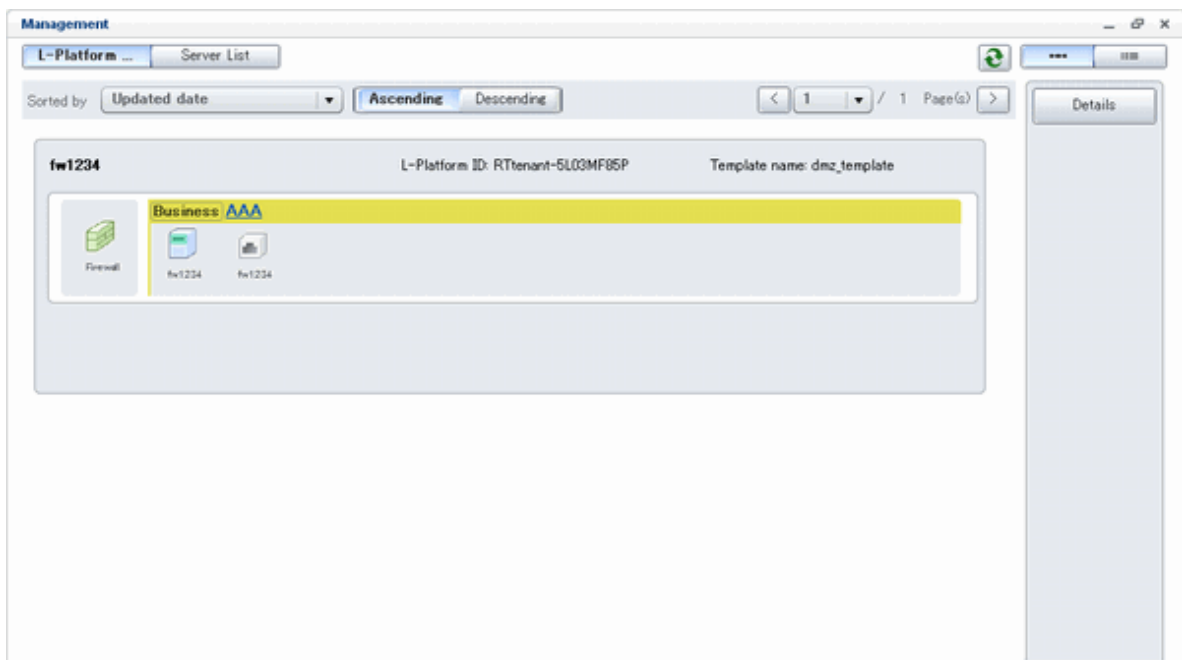 Management
L-Platform ... Server List
Sorted by Updated date Ascending Descending < 1 / 1 Page(s) > Details
fw1234 L-Platform ID: RTtenant-5L03MF85P Template name: dmz_template
Business AAA
Firewall fw1234 fw1234